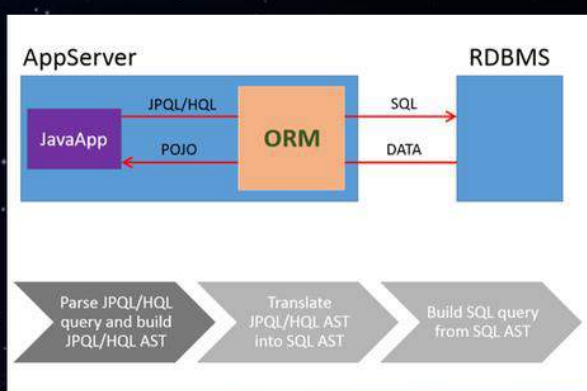 AppServer
RDBMS
JPQL/HQL
SQL
JavaApp
ORM
POJO
DATA
Parse JPQL/HQL
query and build
JPQL/HQL AST
Translate
JPQL/HQL AST
into SQL AST
Build SQL query
from SQL AST